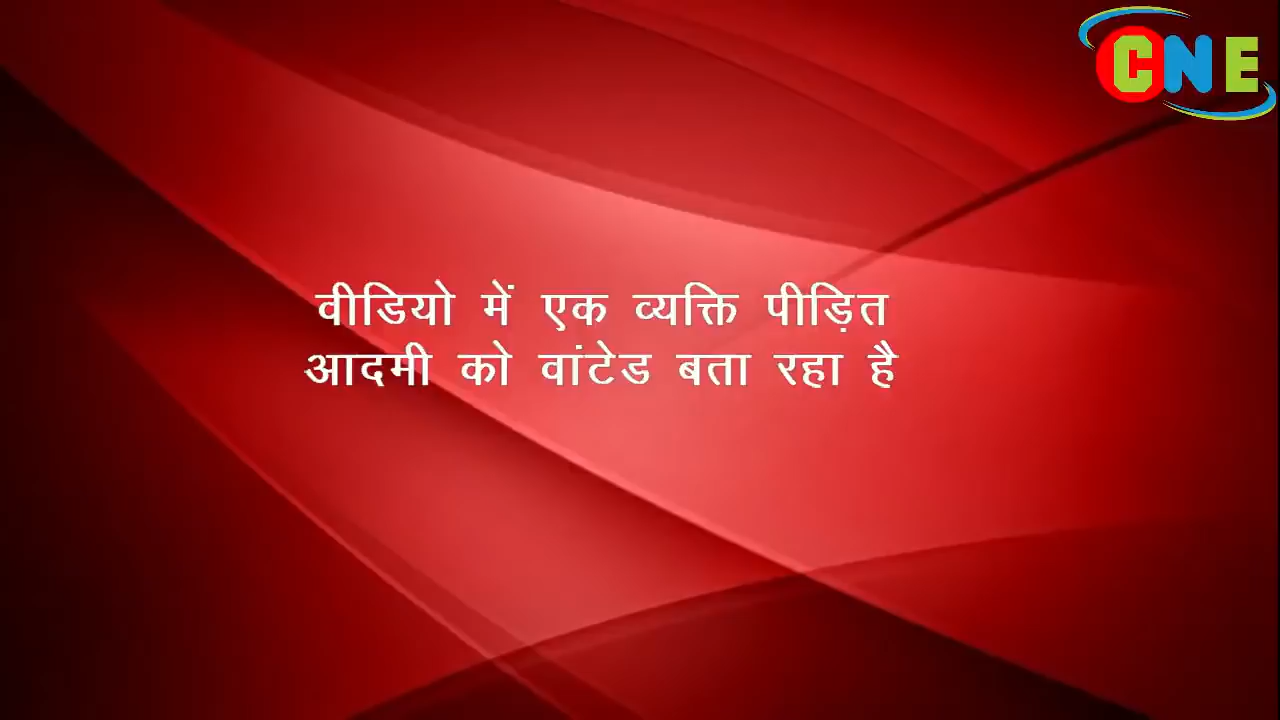 CNE
वीडियो में एक व्यक्ति पीड़ित
आदमी को वांटेड बता रहा है